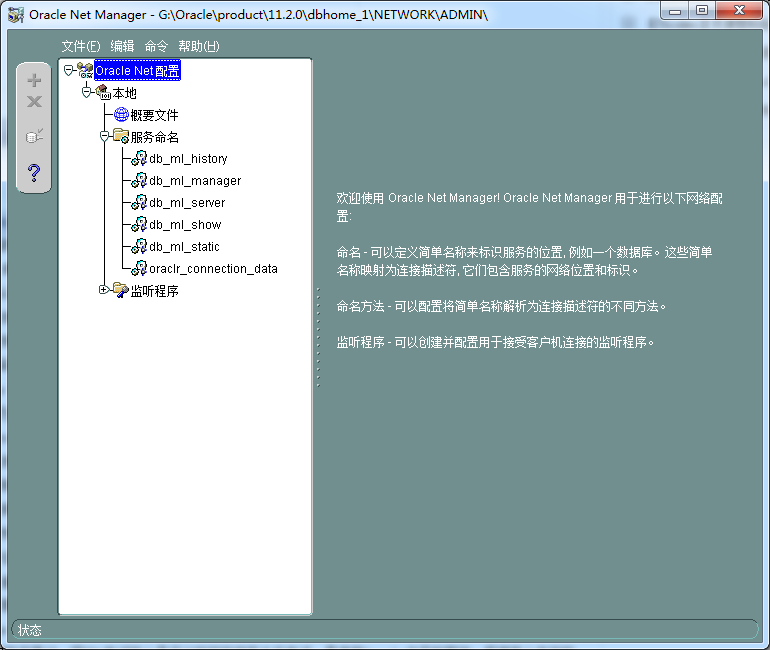 Oracle Net Manager - G:\Oracle\product\11.2.0\dbhome_1\NETWORK\ADMIN\
文件(F) 编辑 命令 帮助(H)
Oracle Net 配置
本地
概要文件
服务命名
db_ml_history
db_ml_manager
db_ml_server
db_ml_show
db_ml_static
oraclr_connection_data
监听程序
欢迎使用 Oracle Net Manager! Oracle Net Manager 用于进行以下网络配
置:
命名 - 可以定义简单名称来标识服务的位置, 例如一个数据库。这些简单
名称映射为连接描述符, 它们包含服务的网络位置和标识。
命名方法 - 可以配置将简单名称解析为连接描述符的不同方法。
监听程序 - 可以创建并配置用于接受客户机连接的监听程序。
状态